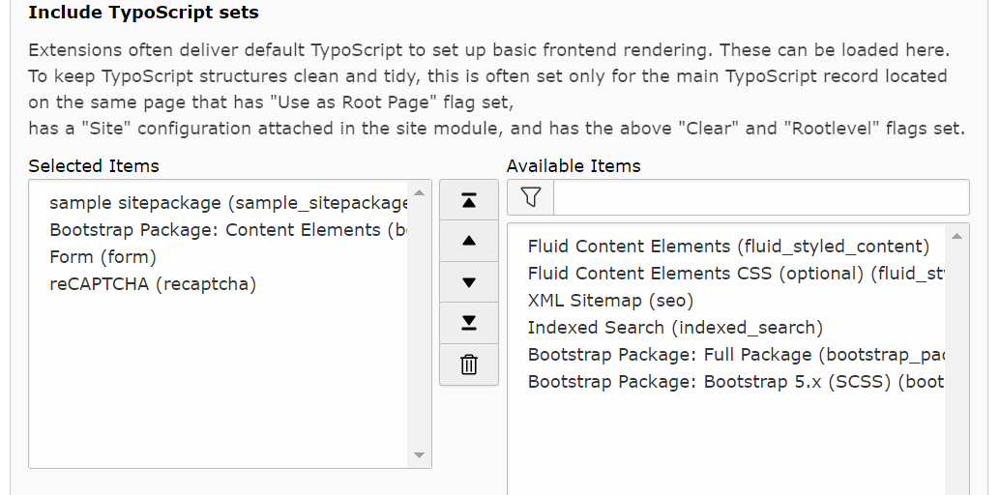 Include TypoScript sets
Extensions often deliver default TypoScript to set up basic frontend rendering. These can be loaded here.
To keep TypoScript structures clean and tidy, this is often set only for the main TypoScript record located
on the same page that has "Use as Root Page" flag set,
has a "Site" configuration attached in the site module, and has the above "Clear" and "Rootlevel" flags set.
Selected Items
sample sitepackage (sample_sitepackage
Bootstrap Package: Content Elements (b
Form (form)
reCAPTCHA (recaptcha)
Available Items
Fluid Content Elements (fluid_styled_content)
Fluid Content Elements CSS (optional) (fluid_st
XML Sitemap (seo)
Indexed Search (indexed_search)
Bootstrap Package: Full Package (bootstrap_pac
Bootstrap Package: Bootstrap 5.x (SCSS) (boot